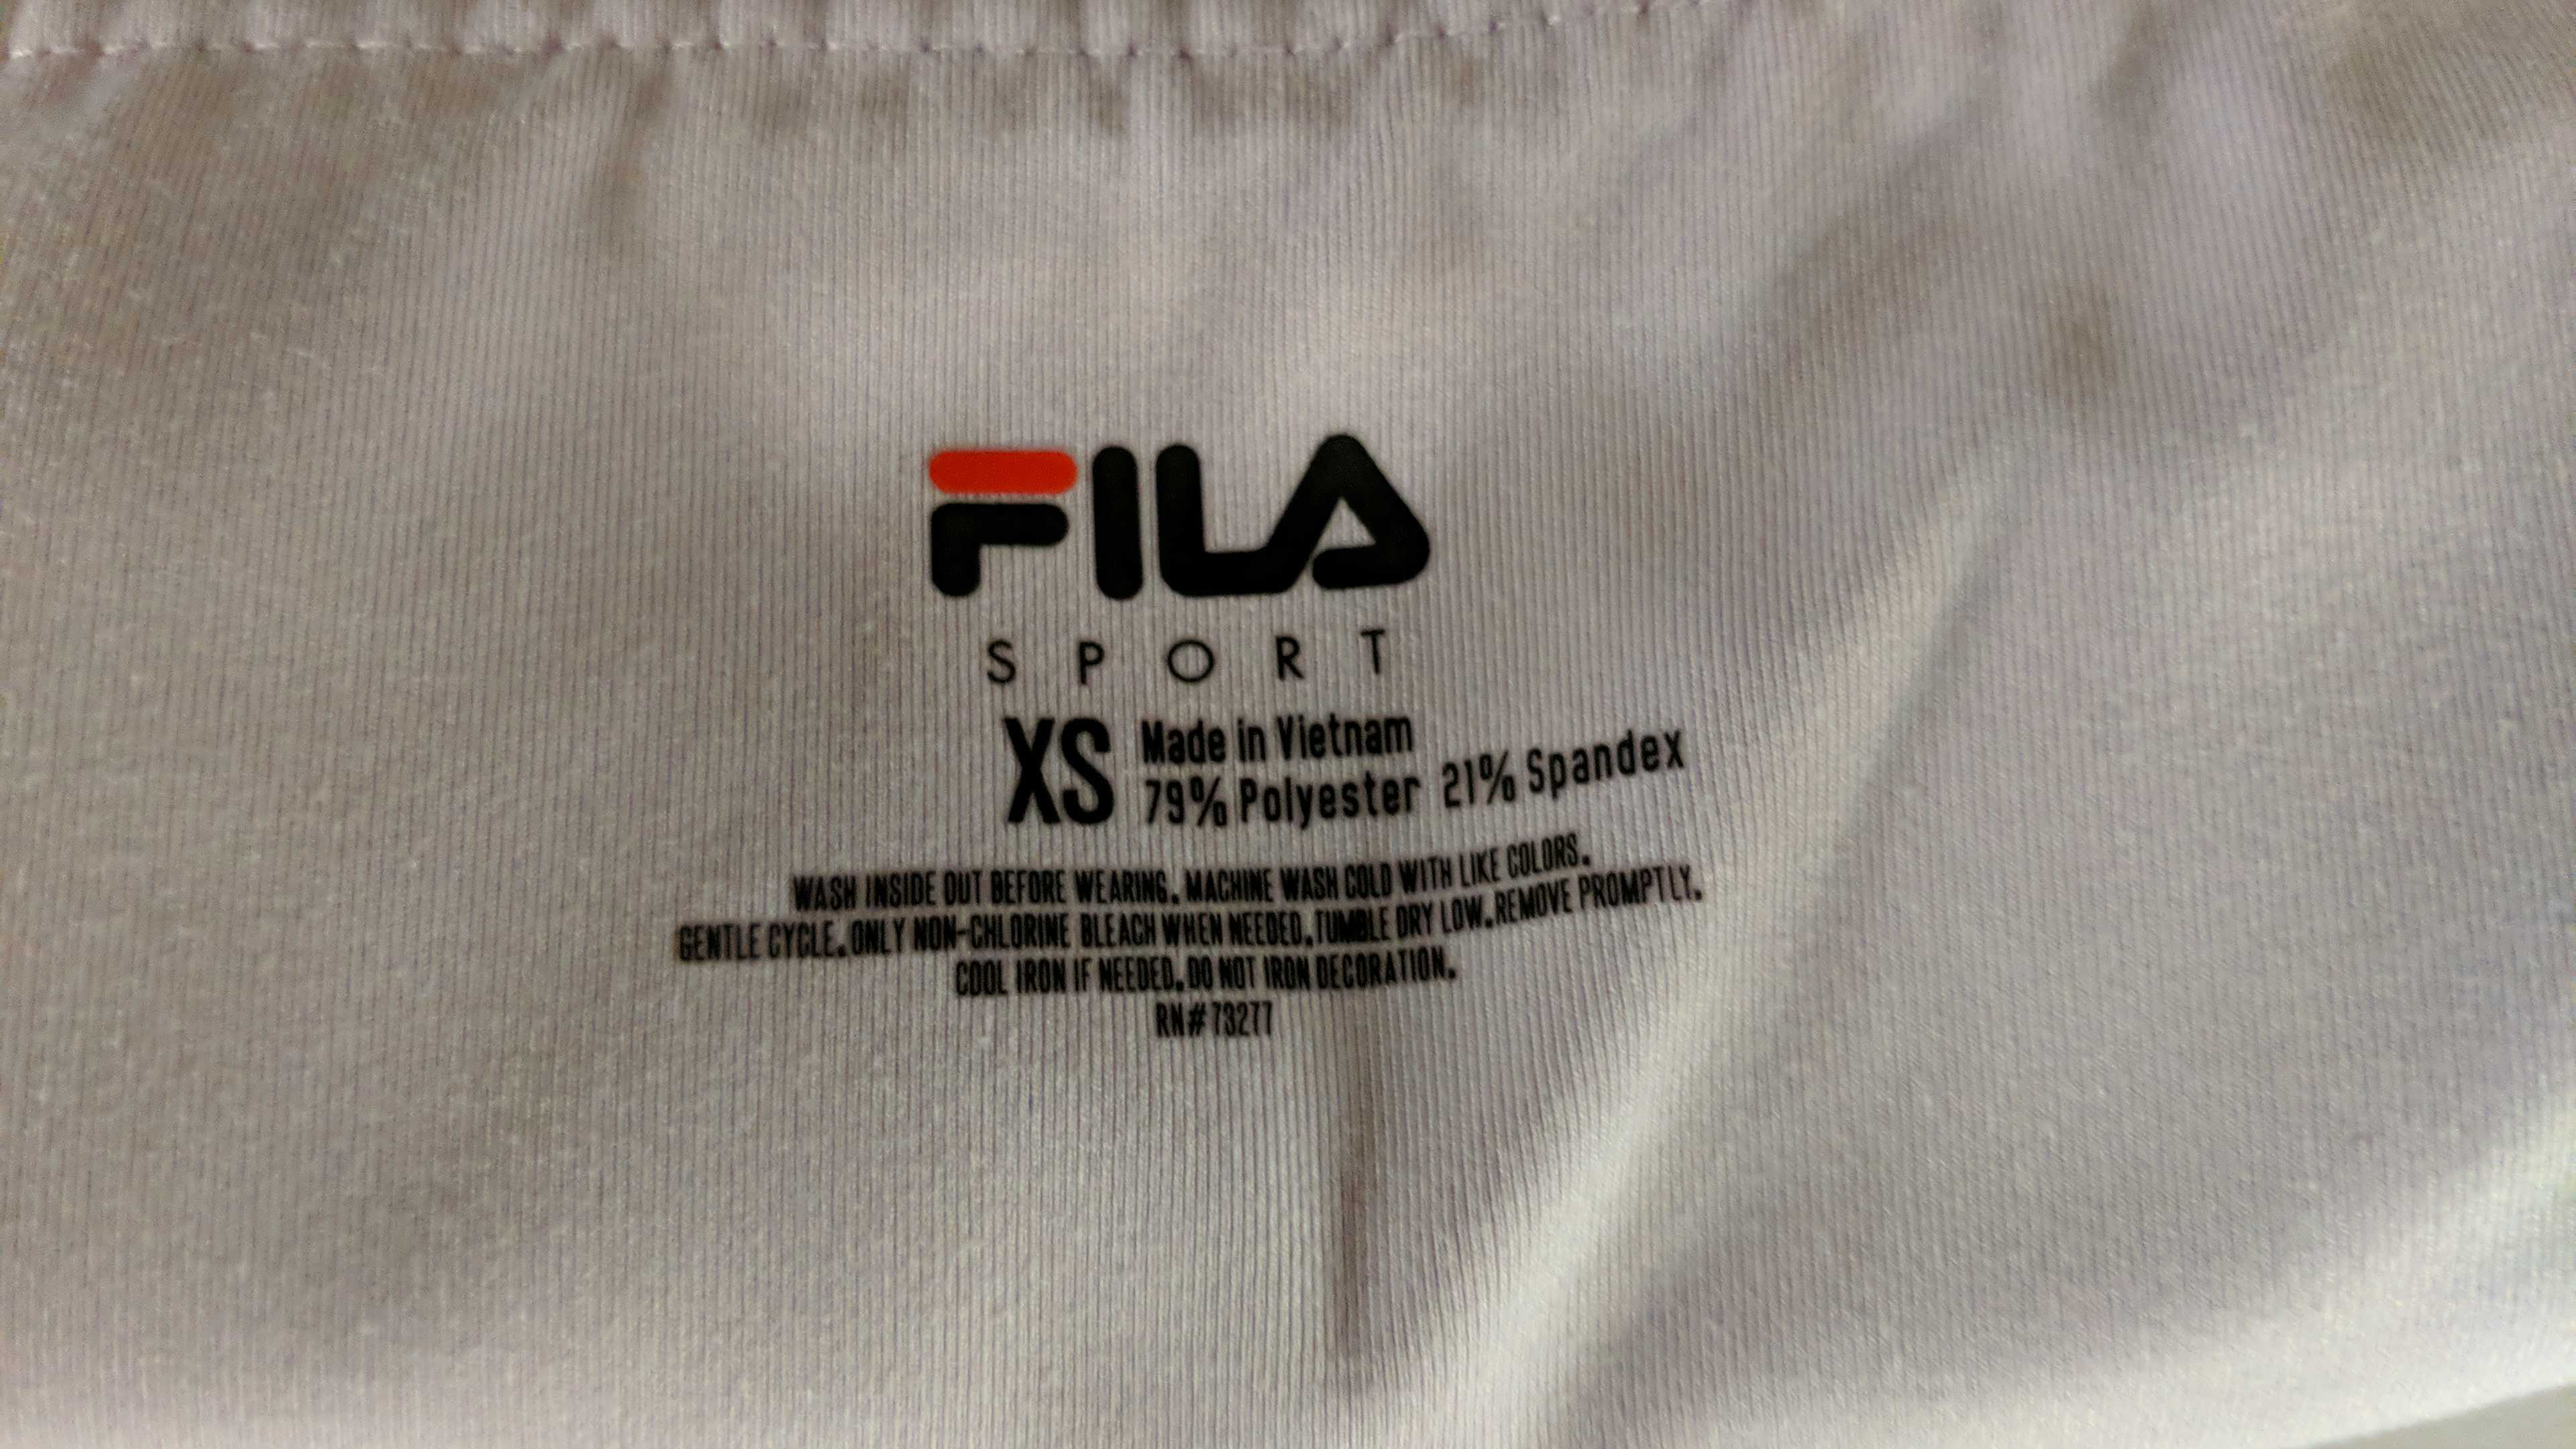 FILA
SPORT
XS
Made in Vietnam
79% Polyester 21% Spandex
WASH INSIDE OUT BEFORE WEARING. MACHINE WASH COLD WITH LIKE COLORS.
GENTLE CYCLE. ONLY NON-CHLORINE BLEACH WHEN NEEDED. TUMBLE DRY LOW. REMOVE PROMPTLY.
COOL IRON IF NEEDED. DO NOT IRON DECORATION.
RN# 73277